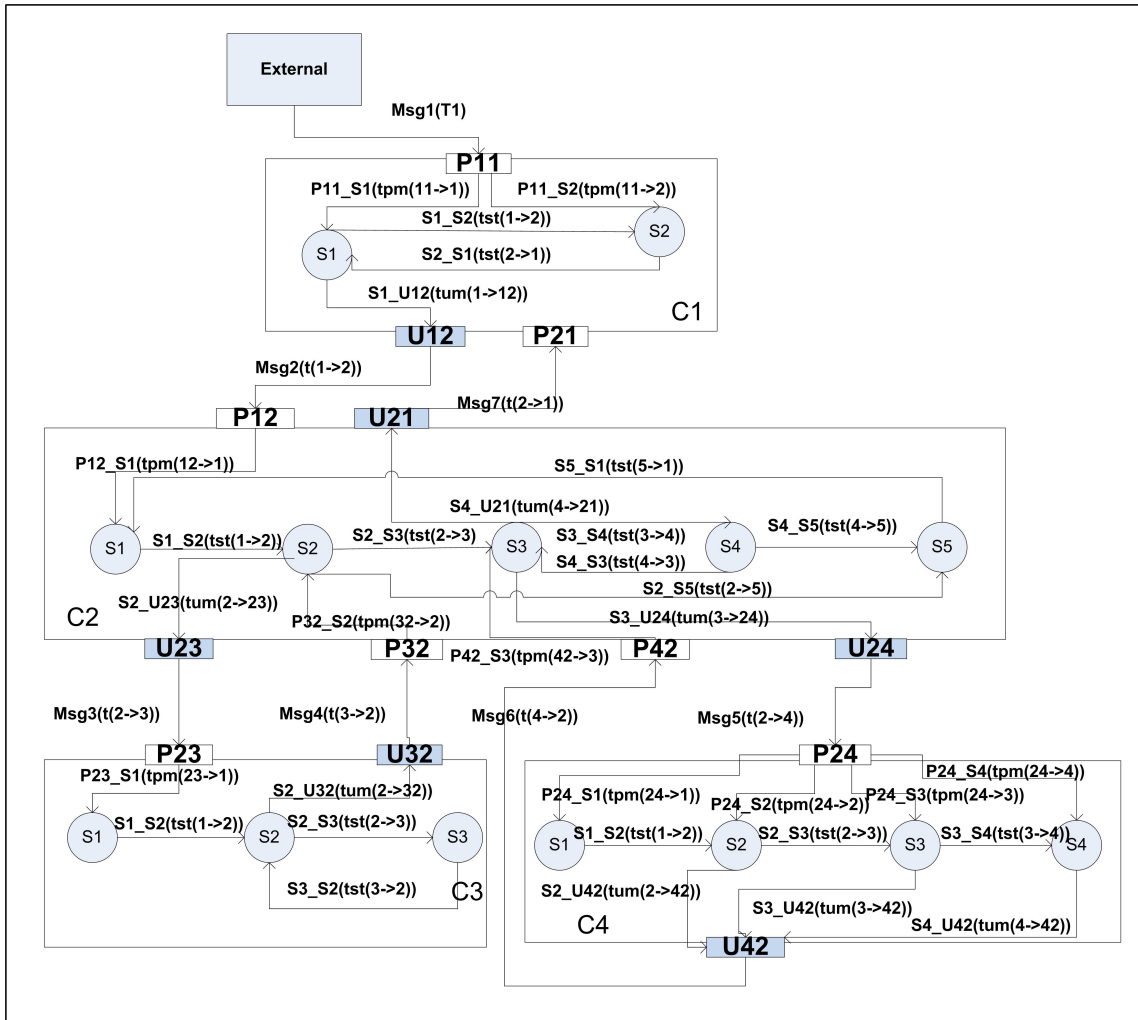 External
Msg1(T1)
P11
P11_S1(tpm(11->1))
P11_S2(tpm(11->2))
S1_S2(tst(1->2))
S2
S1
S2_S1(tst(2->1))
S1_U12(tum(1->12))
C1
U12
P21
Msg2(t(1->2))
Msg7(t(2->1))
P12
U21
P12_S1(tpm(12->1))
S5_S1(tst(5->1))
S4_U21(tum(4->21))
S1
S1_S2(tst(1->2))
S2
S2_S3(tst(2->3)
S3
S3_S4(tst(3->4))
S4_S3(tst(4->3))
S4
S4_S5(tst(4->5))
S5
S2_S5(tst(2->5))
S2_U23(tum(2->23))
C2
P32_S2(tpm(32->2))
S3_U24(tum(3->24))
U23
P32
P42_S3(tpm(42->3))
P42
U24
Msg3(t(2->3))
Msg4(t(3->2))
Msg6(t(4->2))
Msg5(t(2->4))
P23
U32
P24
P23_S1(tpm(23->1))
S2_U32(tum(2->32))
S1
S1_S2(tst(1->2))
S2
S2_S3(tst(2->3))
S3
S3_S2(tst(3->2))
C3
P24_S4(tpm(24->4))
P24_S1(tpm(24->1))
P24_S2(tpm(24->2))
P24_S3(tpm(24->3))
S1
S1_S2(tst(1->2))
S2
S2_S3(tst(2->3))
S3
S3_S4(tst(3->4))
S4
S2_U42(tum(2->42))
S3_U42(tum(3->42))
S4_U42(tum(4->42))
C4
U42